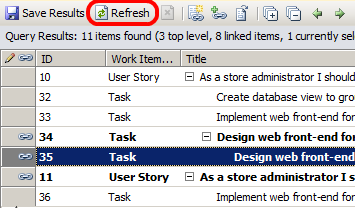 Save Results Refresh
Query Results: 11 items found (3 top level, 8 linked items, 1 currently sel
ID Work Item... Title
10 User Story As a store administrator I should
32 Task Create database view to gro
33 Task Implement web front-end for
34 Task Design web front-end for
35 Task Design web front-end
11 User Story As a store administrator I s
36 Task Implement web front-end for